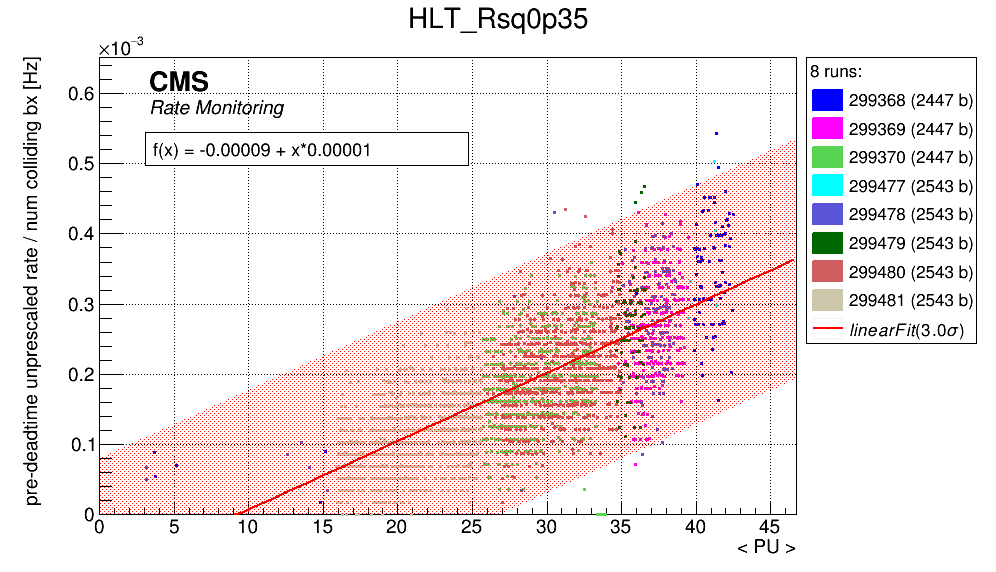 HLT_Rsq0p35
×10⁻³
pre-deadtime unprescaled rate / num colliding bx [Hz]
CMS
Rate Monitoring
f(x) = -0.00009 + x*0.00001
0.6
0.5
0.4
0.3
0.2
0.1
0
0 5 10 15 20 25 30 35 40 45
< PU >
8 runs:
299368 (2447 b)
299369 (2447 b)
299370 (2447 b)
299477 (2543 b)
299478 (2543 b)
299479 (2543 b)
299480 (2543 b)
299481 (2543 b)
linearFit(3.0σ)